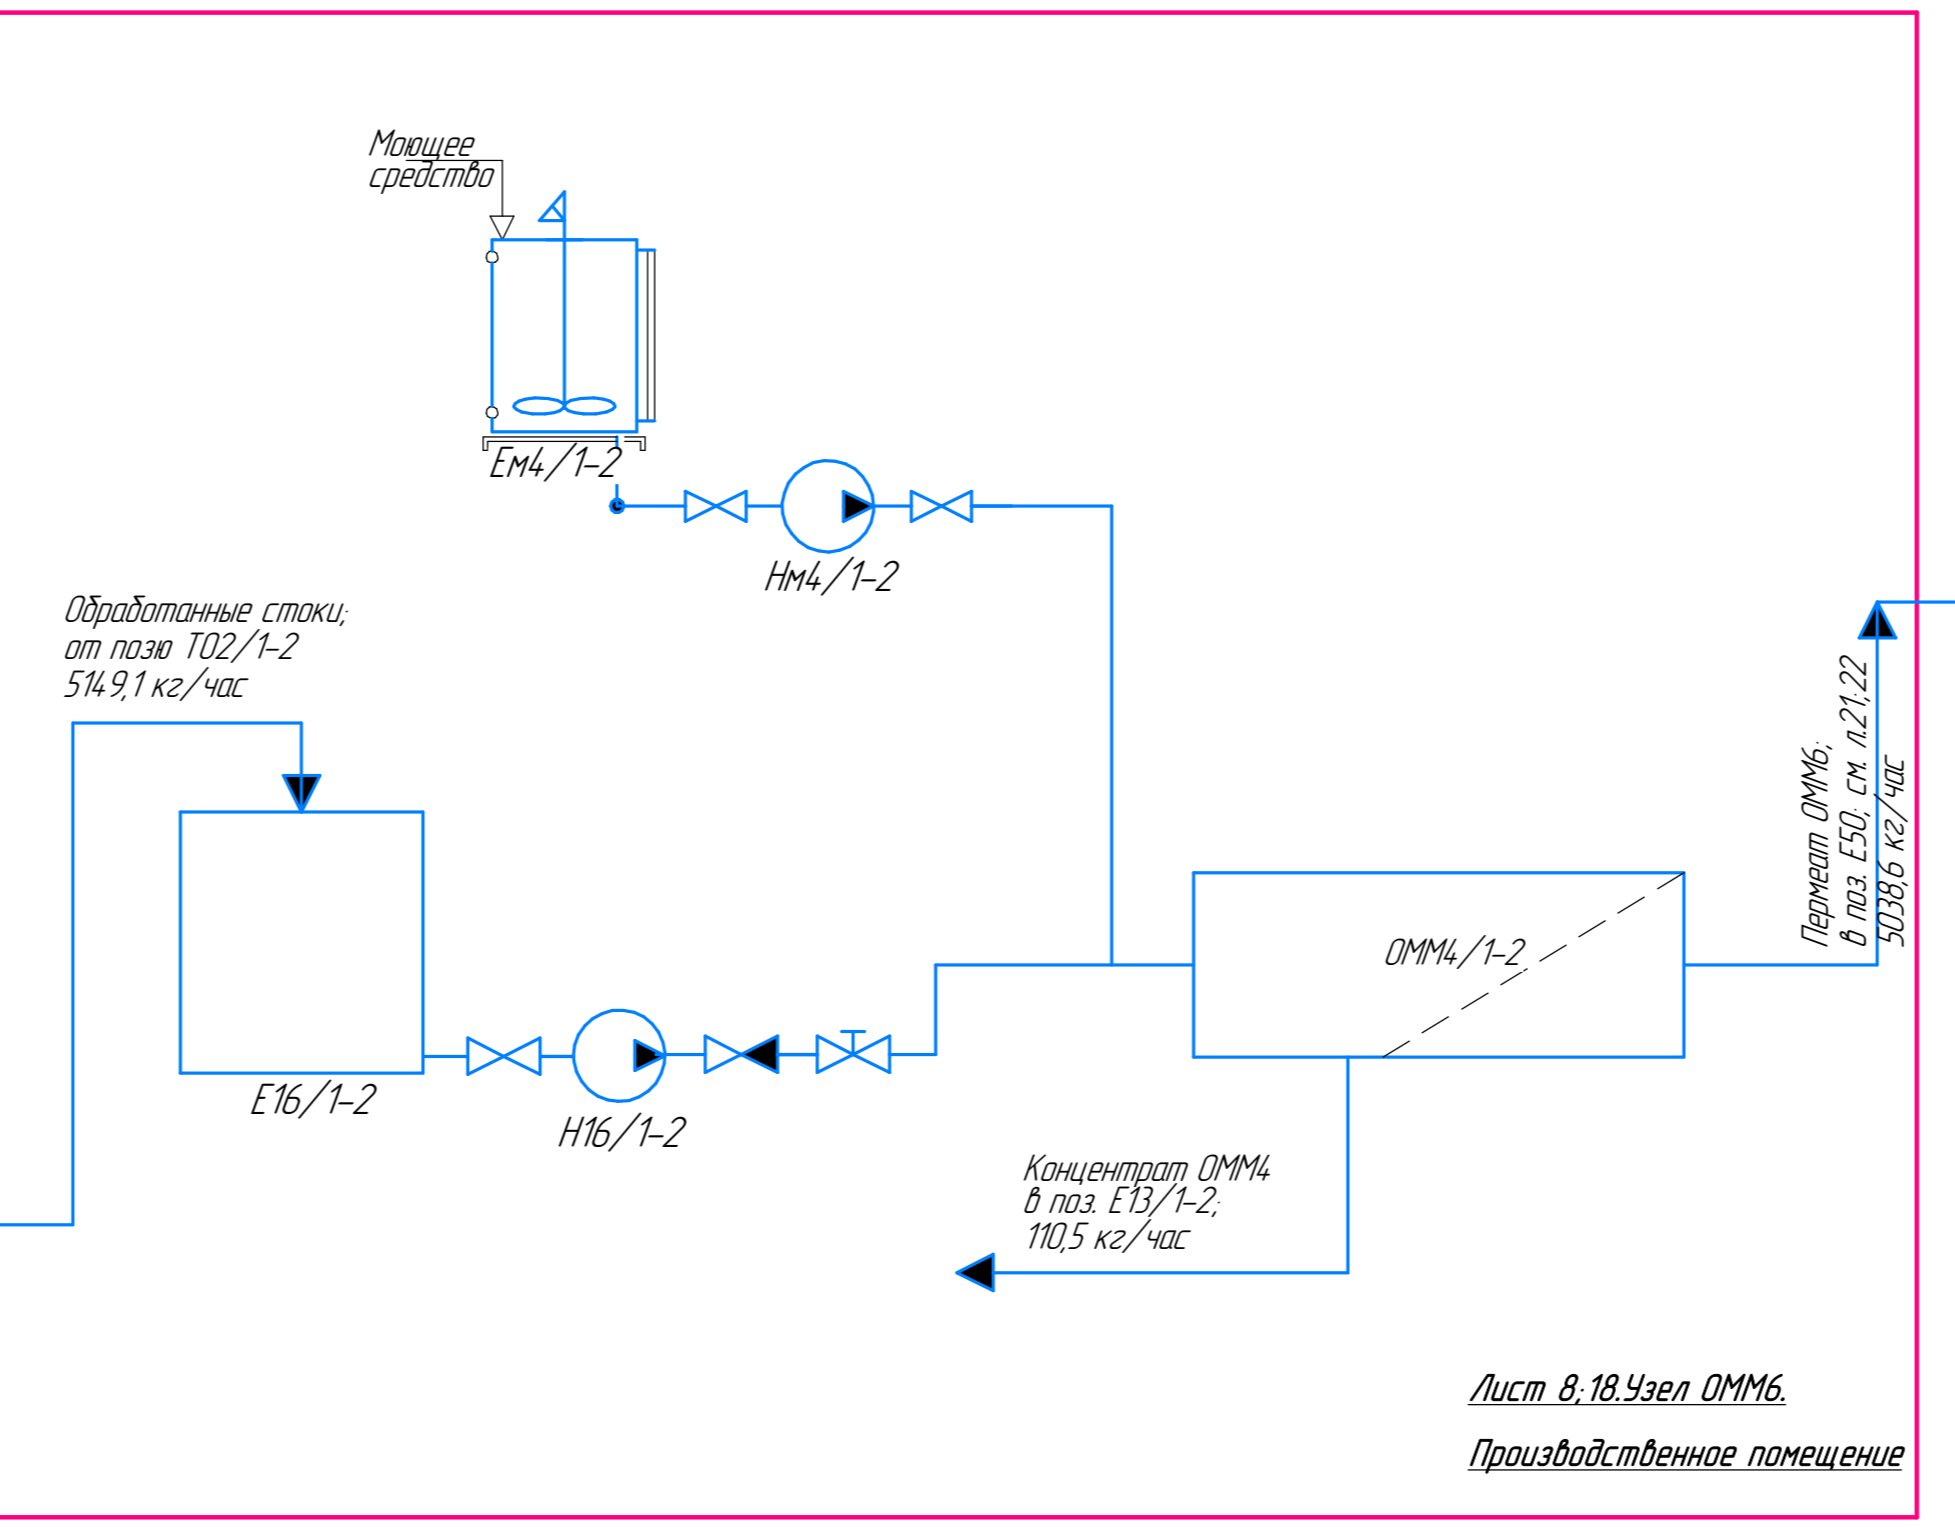 Моющее
средство
Ем4/1-2
Нм4/1-2
Обработанные стоки;
от позю ТО2/1-2
5149,1 кг/час
Е16/1-2
Н16/1-2
ОММ4/1-2
Пермеат ОММ6;
в поз. Е50; см. л.21;22
5038,6 кг/час
Концентрат ОММ4
в поз. Е13/1-2;
110,5 кг/час
Лист 8;18.Узел ОММ6.
Производственное помещение